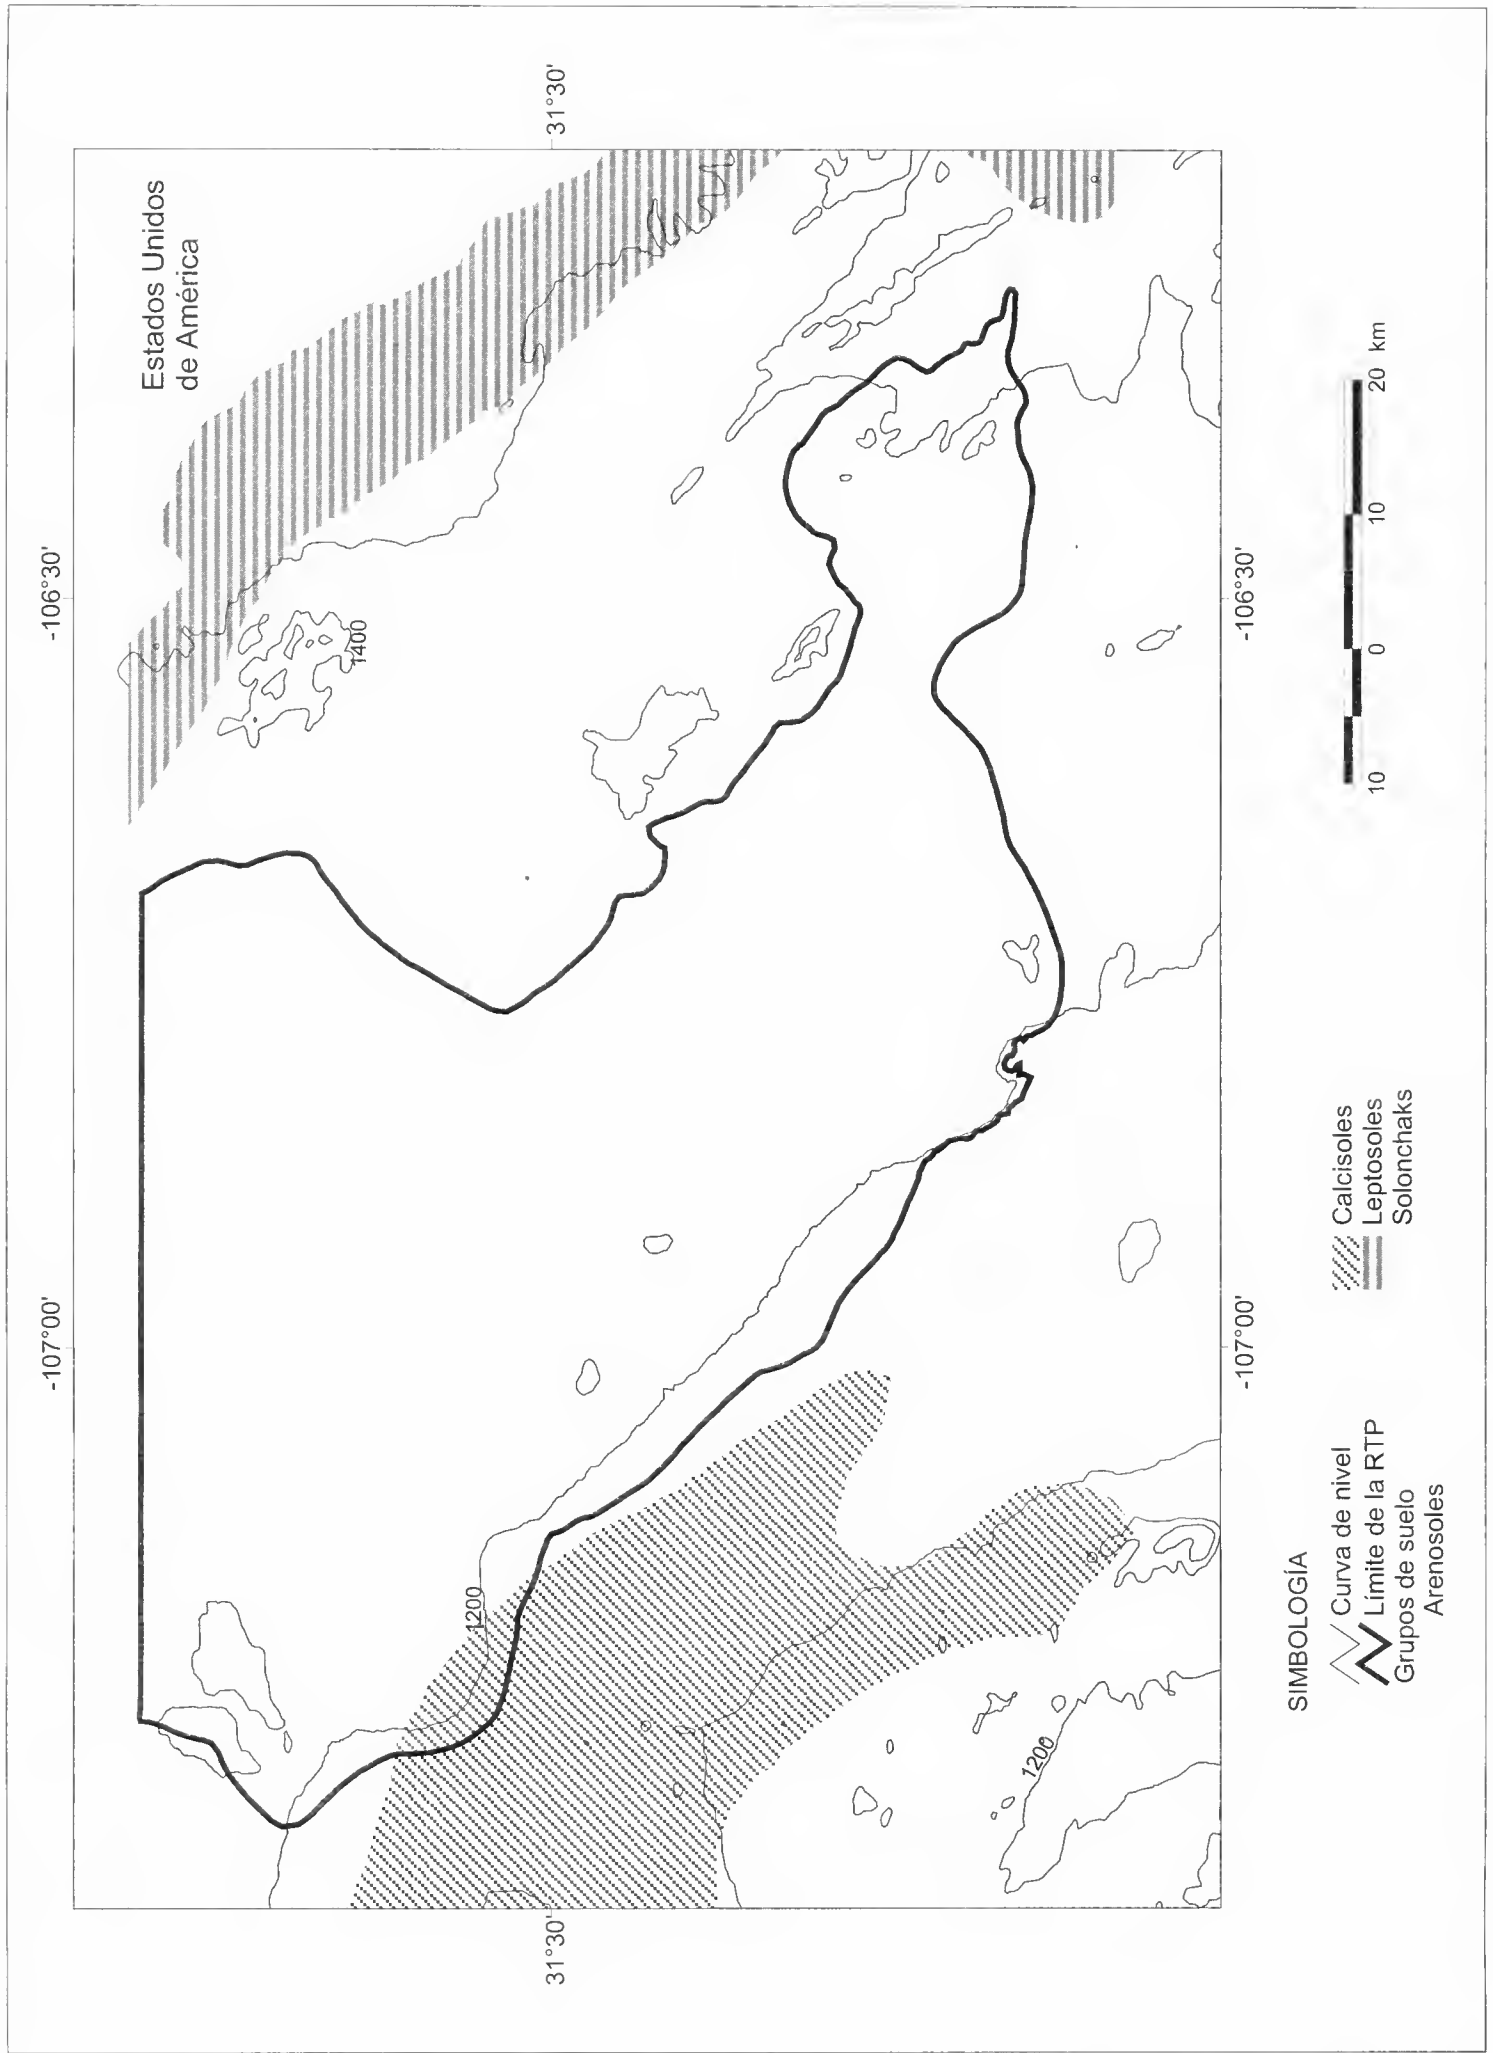 -107°00'
-106°30'
Estados Unidos
de América
31°30'
31°30'
1400
1200
1200
-107°00'
-106°30'
SIMBOLOGÍA
Curva de nivel
Límite de la RTP
Grupos de suelo
Arenosoles
Calcisoles
Leptosoles
Solonchaks
10 0 10 20 km